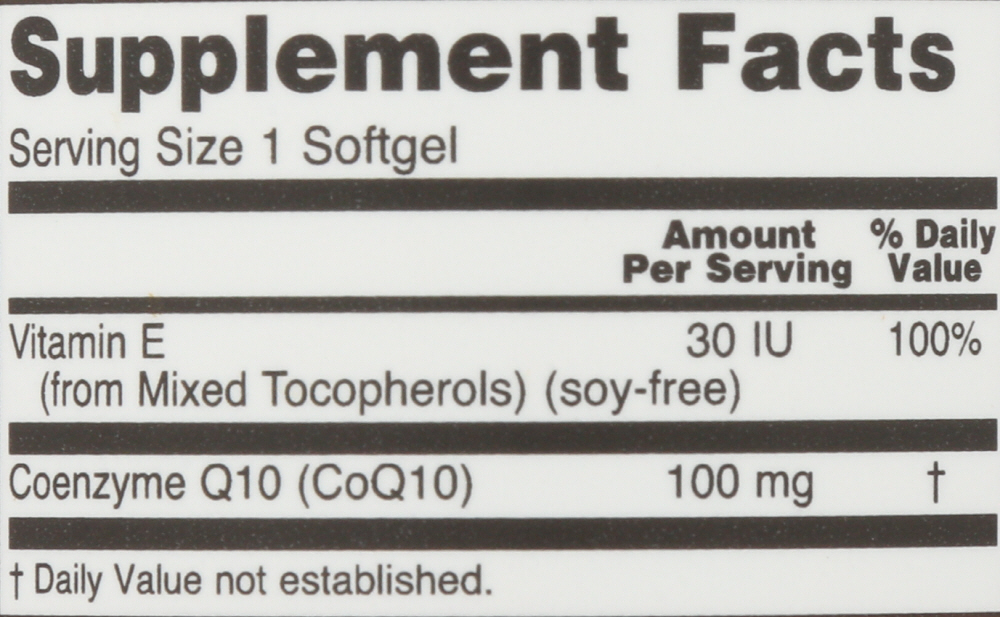 Supplement Facts
Serving Size 1 Softgel
Amount Per Serving % Daily Value
Vitamin E 30 IU 100%
(from Mixed Tocopherols) (soy-free)
Coenzyme Q10 (CoQ10) 100 mg †
† Daily Value not established.